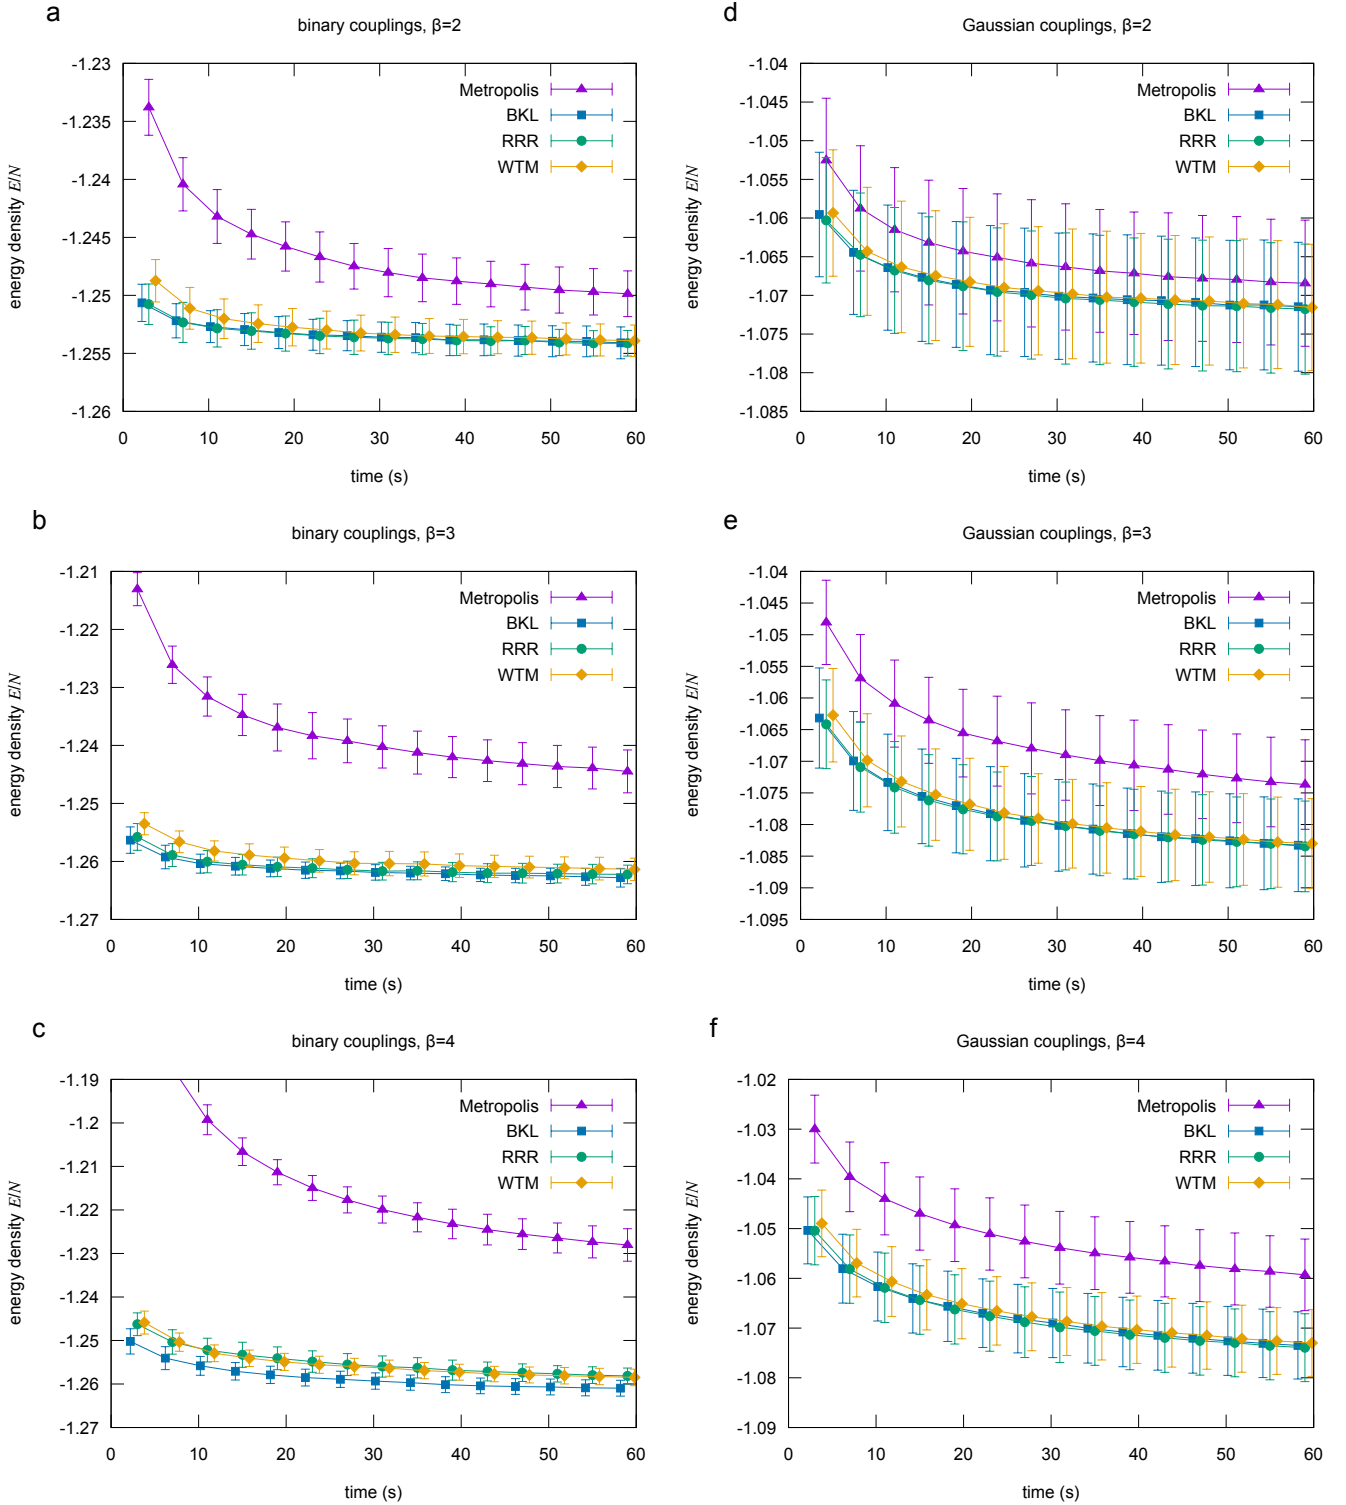 a
binary couplings, β=2
energy density E/N
-1.23
-1.235
-1.24
-1.245
-1.25
-1.255
-1.26
Metropolis
BKL
RRR
WTM
0 10 20 30 40 50 60
time (s)
b
binary couplings, β=3
energy density E/N
-1.21
-1.22
-1.23
-1.24
-1.25
-1.26
-1.27
Metropolis
BKL
RRR
WTM
0 10 20 30 40 50 60
time (s)
c
binary couplings, β=4
energy density E/N
-1.19
-1.2
-1.21
-1.22
-1.23
-1.24
-1.25
-1.26
-1.27
Metropolis
BKL
RRR
WTM
0 10 20 30 40 50 60
time (s)
d
Gaussian couplings, β=2
energy density E/N
-1.04
-1.045
-1.05
-1.055
-1.06
-1.065
-1.07
-1.075
-1.08
-1.085
Metropolis
BKL
RRR
WTM
0 10 20 30 40 50 60
time (s)
e
Gaussian couplings, β=3
energy density E/N
-1.04
-1.045
-1.05
-1.055
-1.06
-1.065
-1.07
-1.075
-1.08
-1.085
-1.09
-1.095
Metropolis
BKL
RRR
WTM
0 10 20 30 40 50 60
time (s)
f
Gaussian couplings, β=4
energy density E/N
-1.02
-1.03
-1.04
-1.05
-1.06
-1.07
-1.08
-1.09
Metropolis
BKL
RRR
WTM
0 10 20 30 40 50 60
time (s)